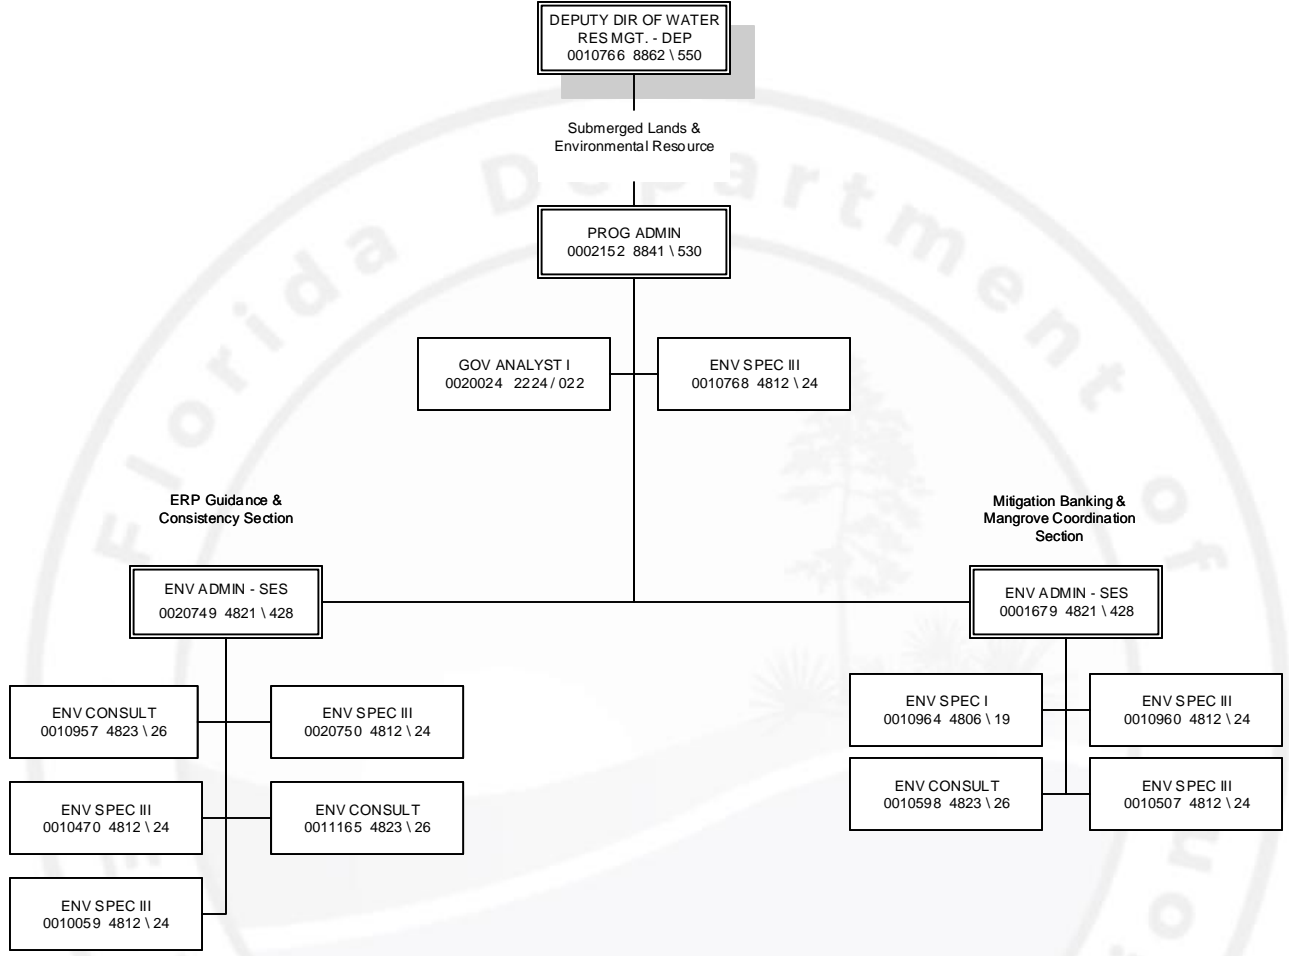 DEPUTY DIR OF WATER
RES MGT. - DEP
0010766 8862 \ 550
Submerged Lands &
Environmental Resource
PROG ADMIN
0002152 8841 \ 530
GOV ANALYST I
0020024 2224 / 022
ENV SPEC III
0010768 4812 \ 24
ERP Guidance &
Consistency Section
Mitigation Banking &
Mangrove Coordination
Section
ENV ADMIN - SES
0020749 4821 \ 428
ENV ADMIN - SES
0001679 4821 \ 428
ENV CONSULT
0010957 4823 \ 26
ENV SPEC III
0020750 4812 \ 24
ENV SPEC III
0010470 4812 \ 24
ENV CONSULT
0011165 4823 \ 26
ENV SPEC III
0010059 4812 \ 24
ENV SPEC I
0010964 4806 \ 19
ENV SPEC III
0010960 4812 \ 24
ENV CONSULT
0010598 4823 \ 26
ENV SPEC III
0010507 4812 \ 24
Florida Department of